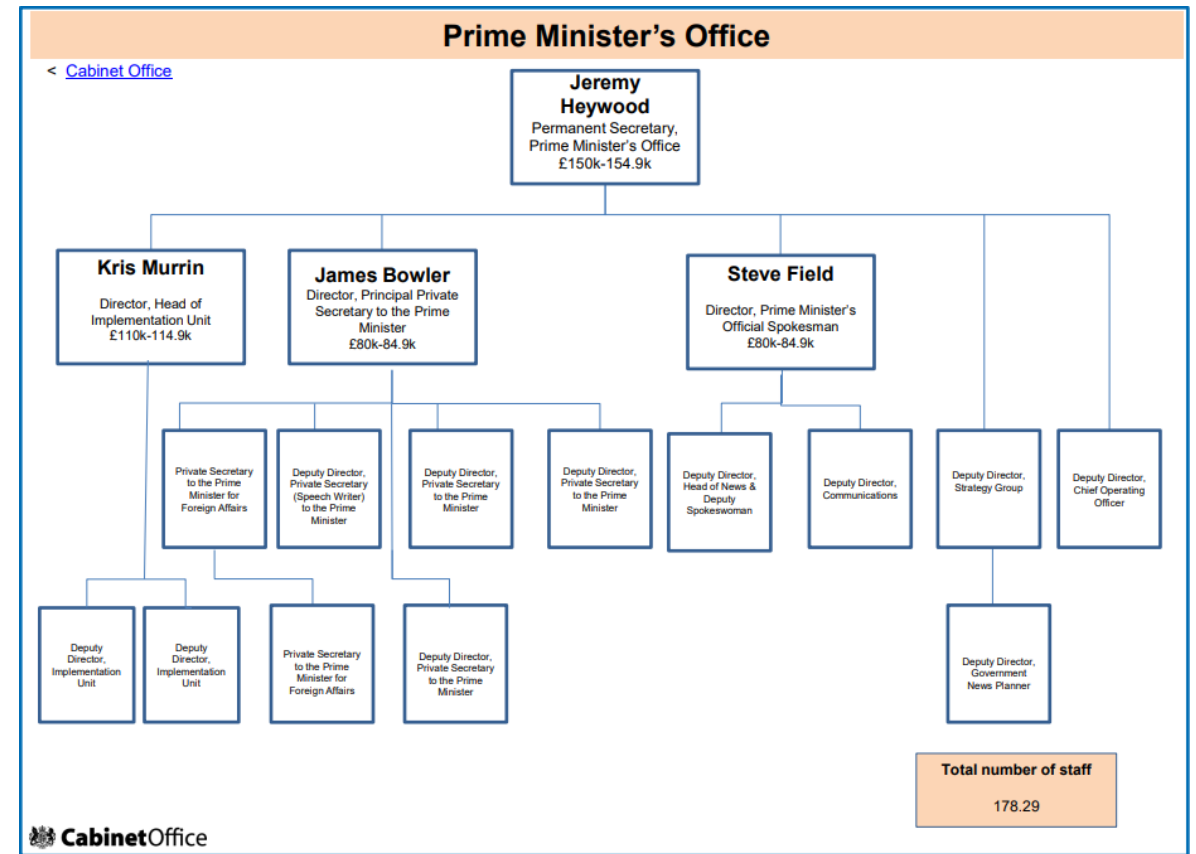 Prime Minister's Office
< Cabinet Office
Jeremy
Heywood
Permanent Secretary,
Prime Minister's Office
£150k-154.9k
Kris Murrin
Director, Head of
Implementation Unit
£110k-114.9k
James Bowler
Director, Principal Private
Secretary to the Prime
Minister
£80k-84.9k
Steve Field
Director, Prime Minister's
Official Spokesman
£80k-84.9k
Private Secretary
to the Prime
Minister for
Foreign Affairs
Deputy Director,
Private Secretary
(Speech Writer)
to the Prime
Minister
Deputy Director,
Private Secretary
to the Prime
Minister
Deputy Director,
Private Secretary
to the Prime
Minister
Deputy Director,
Head of News &
Deputy
Spokeswoman
Deputy Director,
Communications
Deputy Director,
Strategy Group
Deputy Director,
Chief Operating
Officer
Deputy
Director,
Implementation
Unit
Deputy
Director,
Implementation
Unit
Private Secretary
to the Prime
Minister for
Foreign Affairs
Deputy Director,
Private Secretary
to the Prime
Minister
Deputy Director,
Government
News Planner
Total number of staff
178.29
CabinetOffice